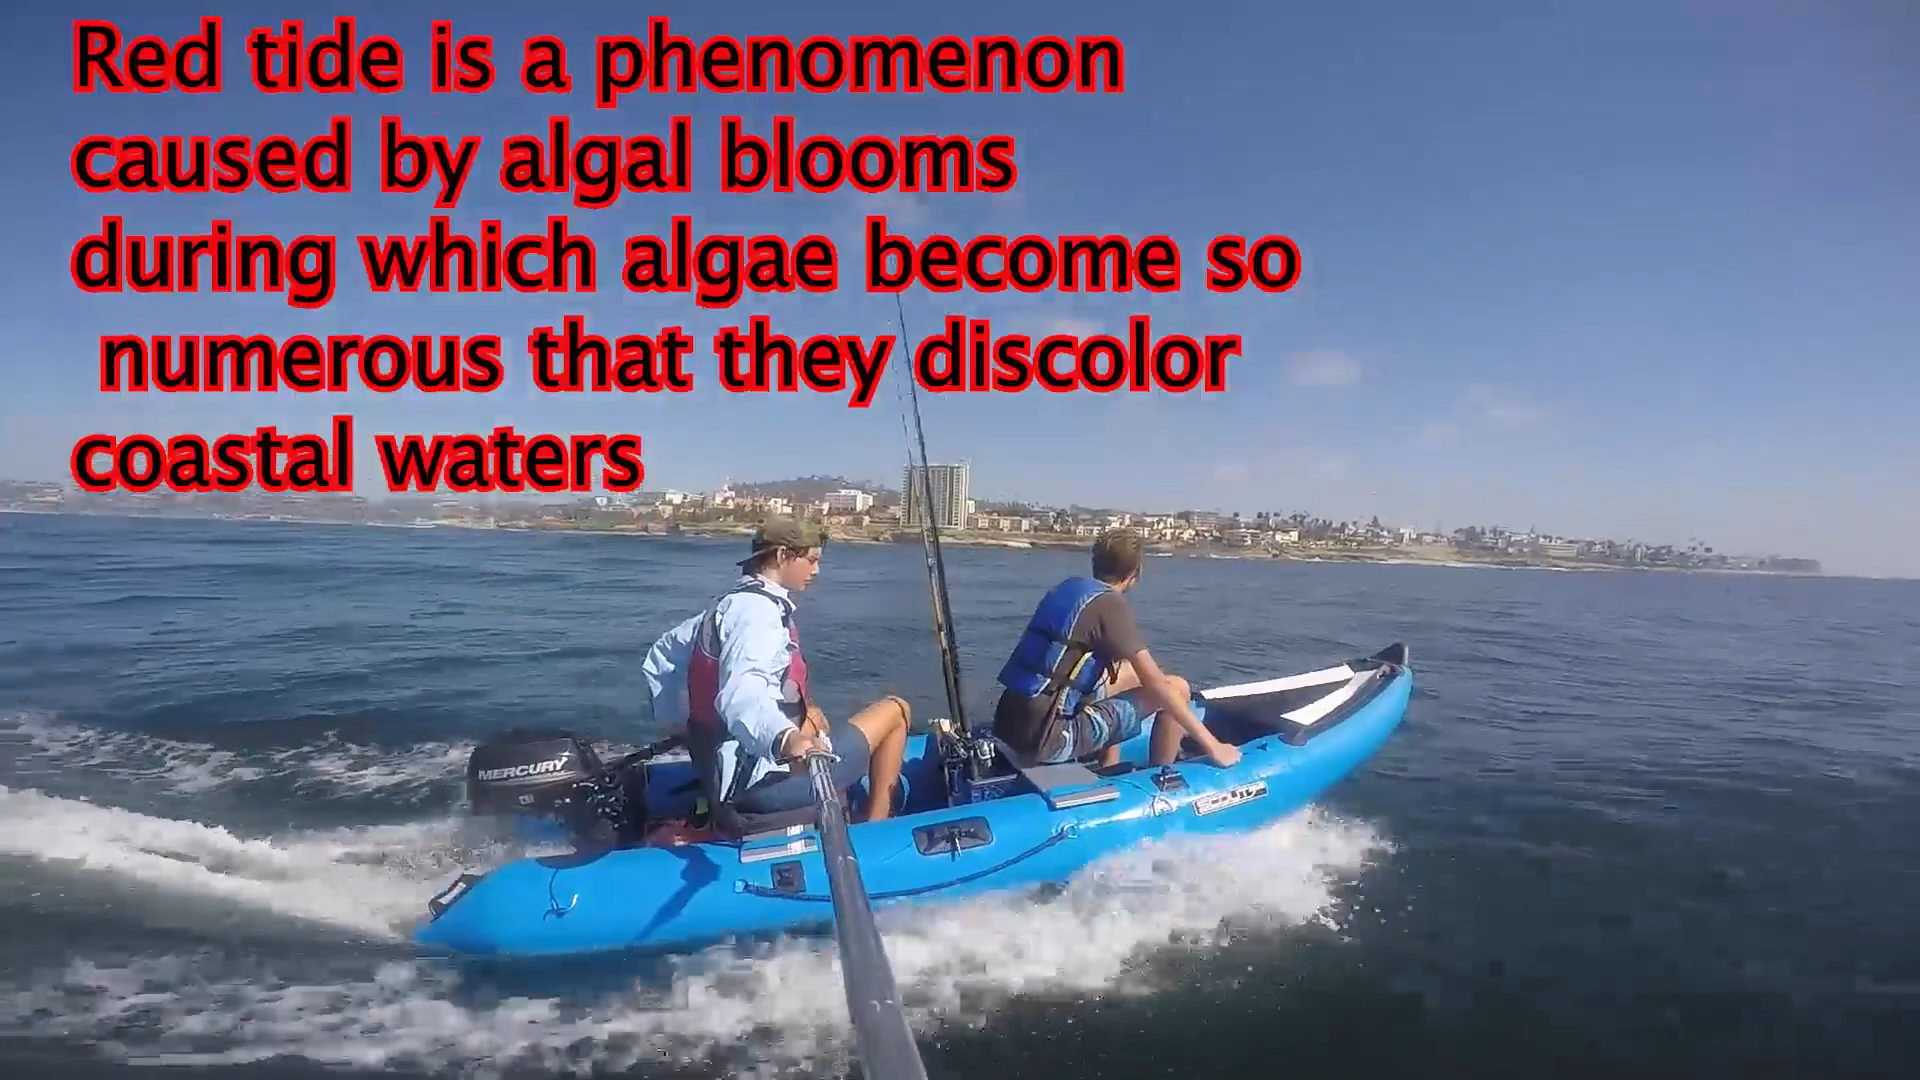 Red tide is a phenomenon
caused by algal blooms
during which algae become so
numerous that they discolor
coastal waters
MERCURY